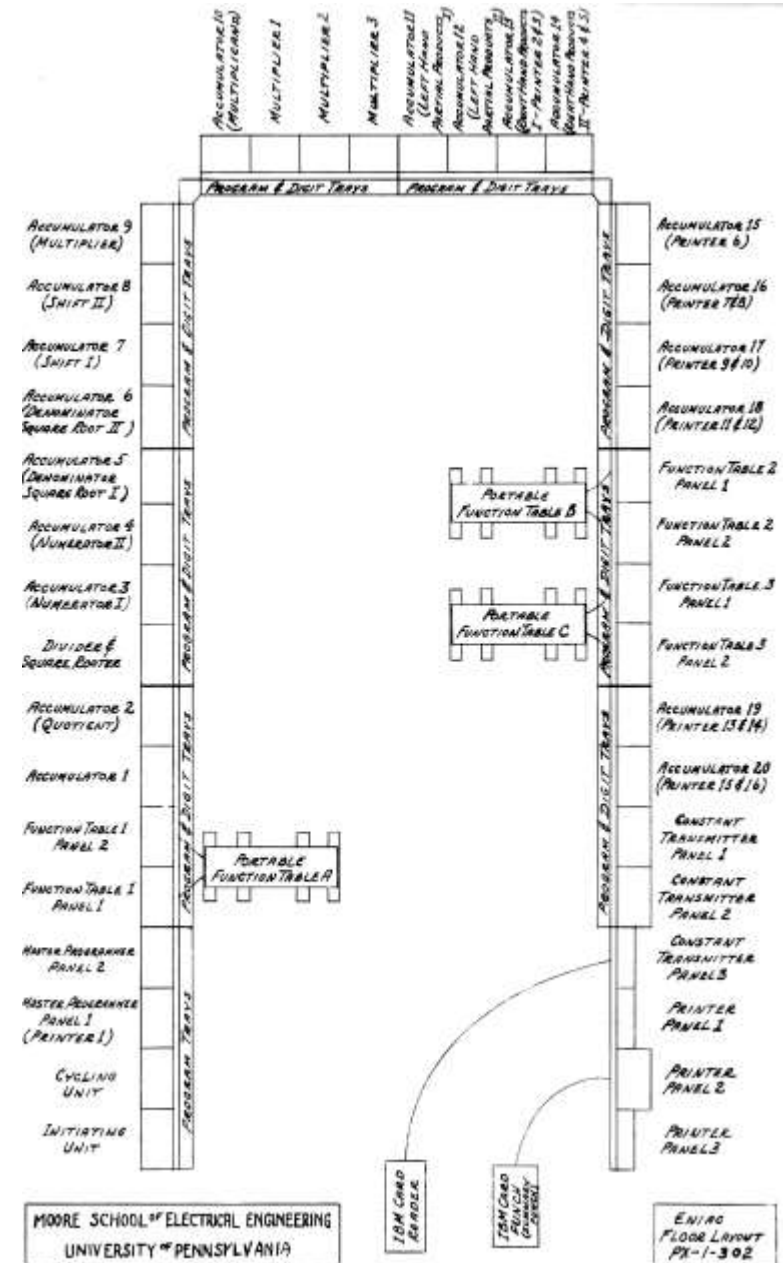 ACCUMULATOR 10
(MULTIPLICAND)
MULTIPLIER 1
MULTIPLIER 2
MULTIPLIER 3
ACCUMULATOR 11
(LEFT HAND
PARTIAL PRODUCTS I)
ACCUMULATOR 12
(LEFT HAND
PARTIAL PRODUCTS II)
ACCUMULATOR 13
(RIGHT HAND PRODUCTS
I-PRINTER 2&3)
ACCUMULATOR 14
(RIGHT HAND PRODUCTS
II-PRINTER 4&5)
PROGRAM & DIGIT TRAYS
PROGRAM & DIGIT TRAYS
ACCUMULATOR 9
(MULTIPLIER)
ACCUMULATOR 8
(SHIFT II)
ACCUMULATOR 7
(SHIFT I)
ACCUMULATOR 6
(DENOMINATOR
SQUARE ROOT II)
PROGRAM & DIGIT TRAYS
ACCUMULATOR 5
(DENOMINATOR
SQUARE ROOT I)
ACCUMULATOR 4
(NUMERATOR II)
ACCUMULATOR 3
(NUMERATOR I)
DIVIDER &
SQUARE ROOTER
PROGRAM & DIGIT TRAYS
ACCUMULATOR 2
(QUOTIENT)
ACCUMULATOR 1
FUNCTION TABLE 1
PANEL 2
FUNCTION TABLE I
PANEL 1
PROGRAM & DIGIT TRAYS
MASTER PROGRAMMER
PANEL 2
MASTER PROGRAMMER
PANEL 1
(PRINTER 1)
CYCLING
UNIT
INITIATING
UNIT
PROGRAM TRAYS
PORTABLE
FUNCTION TABLE A
PORTABLE
FUNCTION TABLE B
PORTABLE
FUNCTION TABLE C
PROGRAM & DIGIT TRAYS
PROGRAM & DIGIT TRAYS
PROGRAM & DIGIT TRAYS
ACCUMULATOR 15
(PRINTER 6)
ACCUMULATOR 16
(PRINTER 7&8)
ACCUMULATOR 17
(PRINTER 9&10)
ACCUMULATOR 18
(PRINTER 11&12)
FUNCTION TABLE 2
PANEL 1
FUNCTION TABLE 2
PANEL 2
FUNCTION TABLE 3
PANEL 1
FUNCTION TABLE 3
PANEL 2
ACCUMULATOR 19
(PRINTER 13&14)
ACCUMULATOR 20
(PRINTER 15&16)
CONSTANT
TRANSMITTER
PANEL 1
CONSTANT
TRANSMITTER
PANEL 2
CONSTANT
TRANSMITTER
PANEL 3
PRINTER
PANEL I
PRINTER
PANEL 2
PRINTER
PANEL 3
IBM CARD
READER
IBM CARD
PUNCH
(SUMMARY
PUNCH)
MOORE SCHOOL OF ELECTRICAL ENGINEERING
UNIVERSITY OF PENNSYLVANIA
ENIAC
FLOOR LAYOUT
PX-1-302